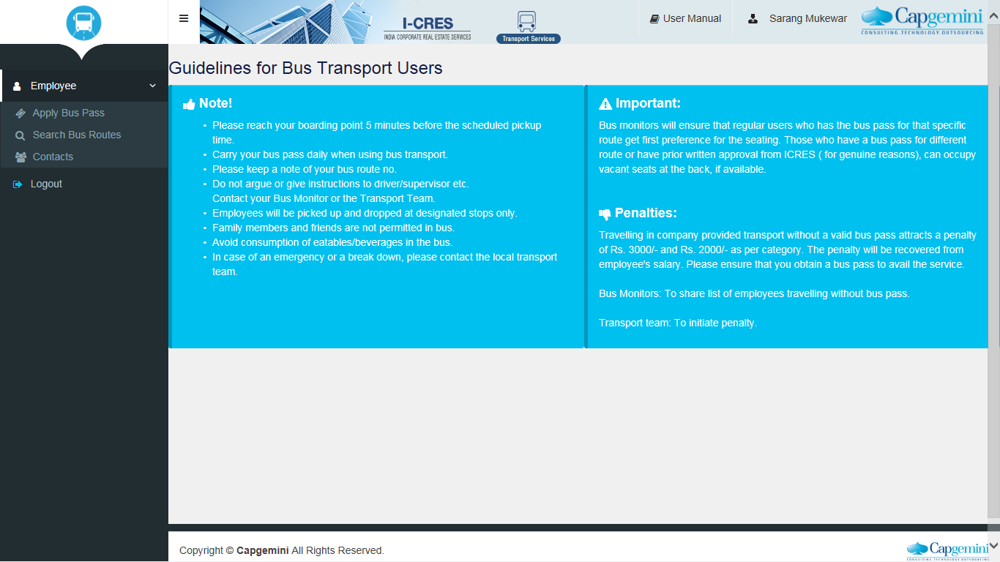 I-CRES
INDIA CORPORATE REAL ESTATE SERVICES
Transport Services
User Manual
Sarang Mukewar
Capgemini
CONSULTING.TECHNOLOGY.OUTSOURCING
Employee
Apply Bus Pass
Search Bus Routes
Contacts
Logout
Guidelines for Bus Transport Users
Note!
• Please reach your boarding point 5 minutes before the scheduled pickup
time.
• Carry your bus pass daily when using bus transport.
• Please keep a note of your bus route no.
• Do not argue or give instructions to driver/supervisor etc.
Contact your Bus Monitor or the Transport Team.
• Employees will be picked up and dropped at designated stops only.
• Family members and friends are not permitted in bus.
• Avoid consumption of eatables/beverages in the bus.
• In case of an emergency or a break down, please contact the local transport
team.
Important:
Bus monitors will ensure that regular users who has the bus pass for that specific
route get first preference for the seating. Those who have a bus pass for different
route or have prior written approval from ICRES ( for genuine reasons), can occupy
vacant seats at the back, if available.
Penalties:
Travelling in company provided transport without a valid bus pass attracts a penalty
of Rs. 3000/- and Rs. 2000/- as per category. The penalty will be recovered from
employee's salary. Please ensure that you obtain a bus pass to avail the service.
Bus Monitors: To share list of employees travelling without bus pass.
Transport team: To initiate penalty.
Copyright © Capgemini All Rights Reserved.
Capgemini
CONSULTING.TECHNOLOGY.OUTSOURCING